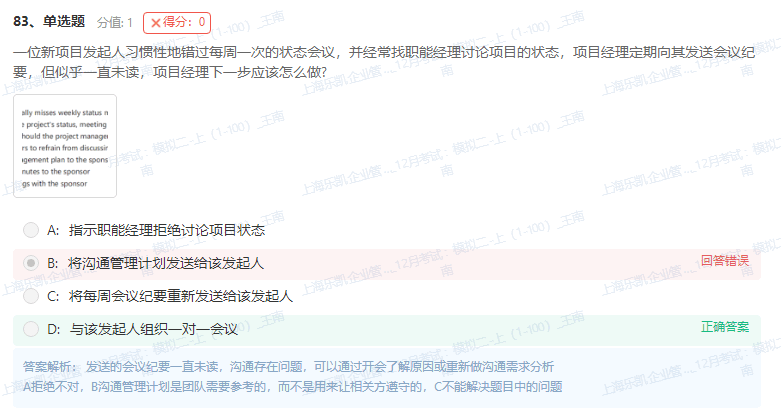 83、单选题 分值: 1 ✕得分：0
一位新项目发起人习惯性地错过每周一次的状态会议，并经常找职能经理讨论项目的状态，项目经理定期向其发送会议纪
要，但似乎一直未读，项目经理下一步应该怎么做?
ally misses weekly status m
project's status, meeting
hould the project manager
rs to refrain from discussin
gement plan to the spons
nutes to the sponsor
gs with the sponsor
A: 指示职能经理拒绝讨论项目状态
B: 将沟通管理计划发送给该发起人 回答错误
C: 将每周会议纪要重新发送给该发起人
D: 与该发起人组织一对一会议 正确答案
答案解析： 发送的会议纪要一直未读，沟通存在问题，可以通过开会了解原因或重新做沟通需求分析
A拒绝不对，B沟通管理计划是团队需要参考的，而不是用来让相关方遵守的，C不能解决题目中的问题
上海乐凯企业管..._12月考试：模拟二-上（1-100）_王南